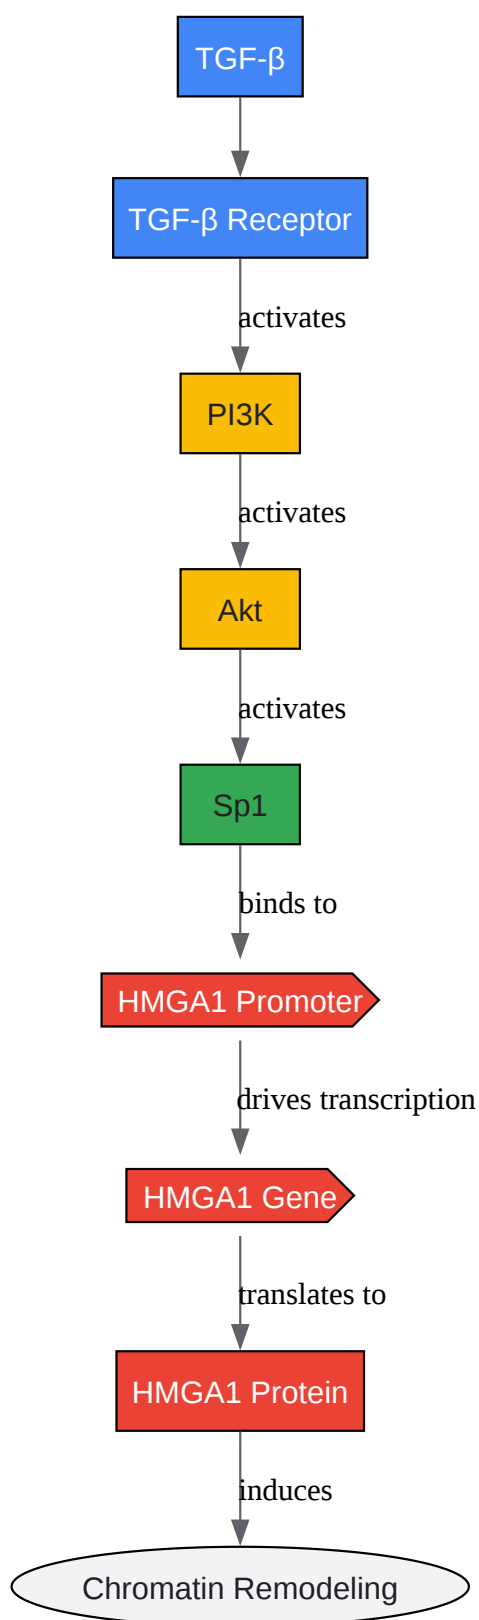 TGF-β
TGF-β Receptor
activates
PI3K
activates
Akt
activates
Sp1
binds to
HMGA1 Promoter
drives transcription
HMGA1 Gene
translates to
HMGA1 Protein
induces
Chromatin Remodeling